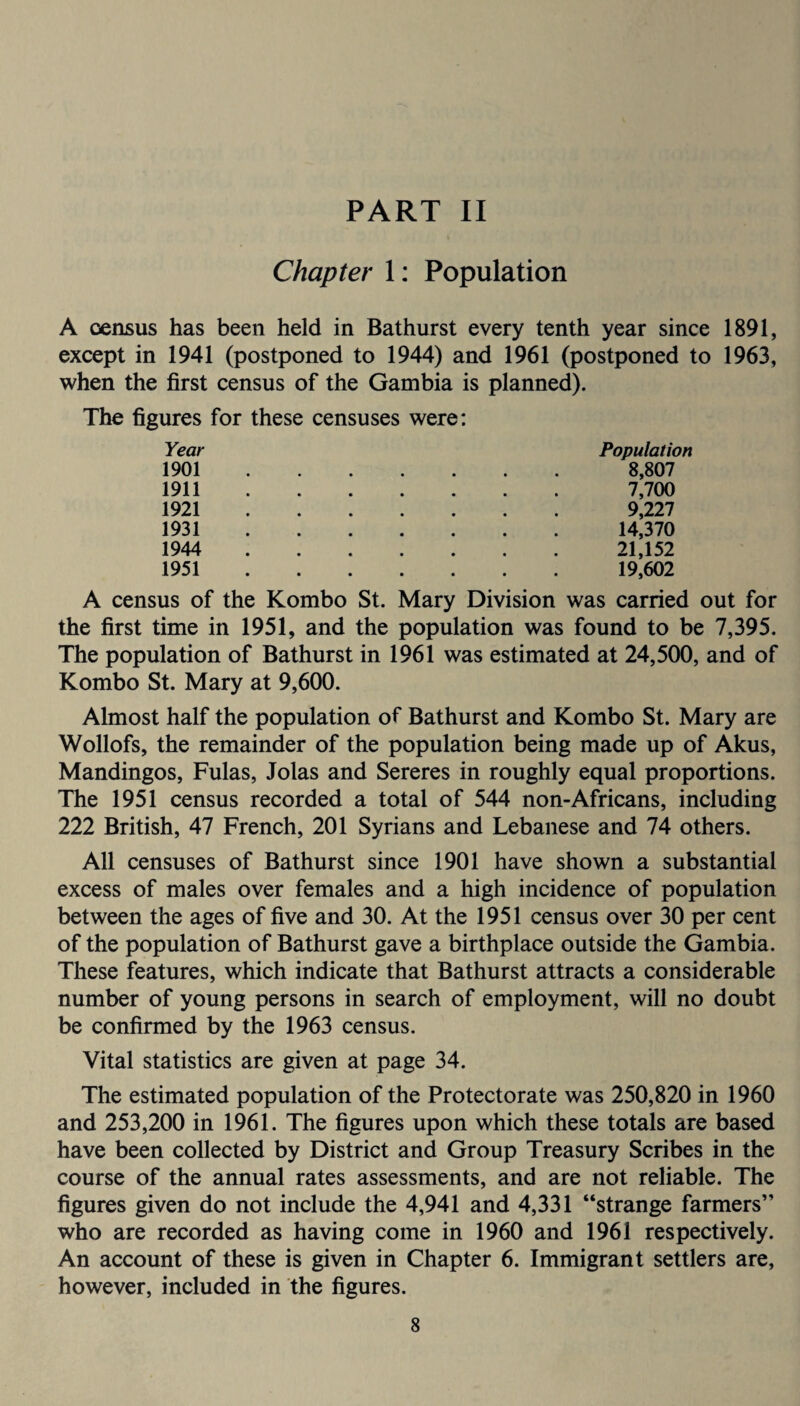 PART II
Chapter 1: Population
A census has been held in Bathurst every tenth year since 1891,
except in 1941 (postponed to 1944) and 1961 (postponed to 1963,
when the first census of the Gambia is planned).
The figures for these censuses were:
Year Population
1901 . . . . . . . 8,807
1911 . . . . . . . 7,700
1921 . . . . . . . 9,227
1931 . . . . . . . 14,370
1944 . . . . . . . 21,152
1951 . . . . . . . 19,602
A census of the Kombo St. Mary Division was carried out for
the first time in 1951, and the population was found to be 7,395.
The population of Bathurst in 1961 was estimated at 24,500, and of
Kombo St. Mary at 9,600.
Almost half the population of Bathurst and Kombo St. Mary are
Wollofs, the remainder of the population being made up of Akus,
Mandingos, Fulas, Jolas and Sereres in roughly equal proportions.
The 1951 census recorded a total of 544 non-Africans, including
222 British, 47 French, 201 Syrians and Lebanese and 74 others.
All censuses of Bathurst since 1901 have shown a substantial
excess of males over females and a high incidence of population
between the ages of five and 30. At the 1951 census over 30 per cent
of the population of Bathurst gave a birthplace outside the Gambia.
These features, which indicate that Bathurst attracts a considerable
number of young persons in search of employment, will no doubt
be confirmed by the 1963 census.
Vital statistics are given at page 34.
The estimated population of the Protectorate was 250,820 in 1960
and 253,200 in 1961. The figures upon which these totals are based
have been collected by District and Group Treasury Scribes in the
course of the annual rates assessments, and are not reliable. The
figures given do not include the 4,941 and 4,331 “strange farmers”
who are recorded as having come in 1960 and 1961 respectively.
An account of these is given in Chapter 6. Immigrant settlers are,
however, included in the figures.
8